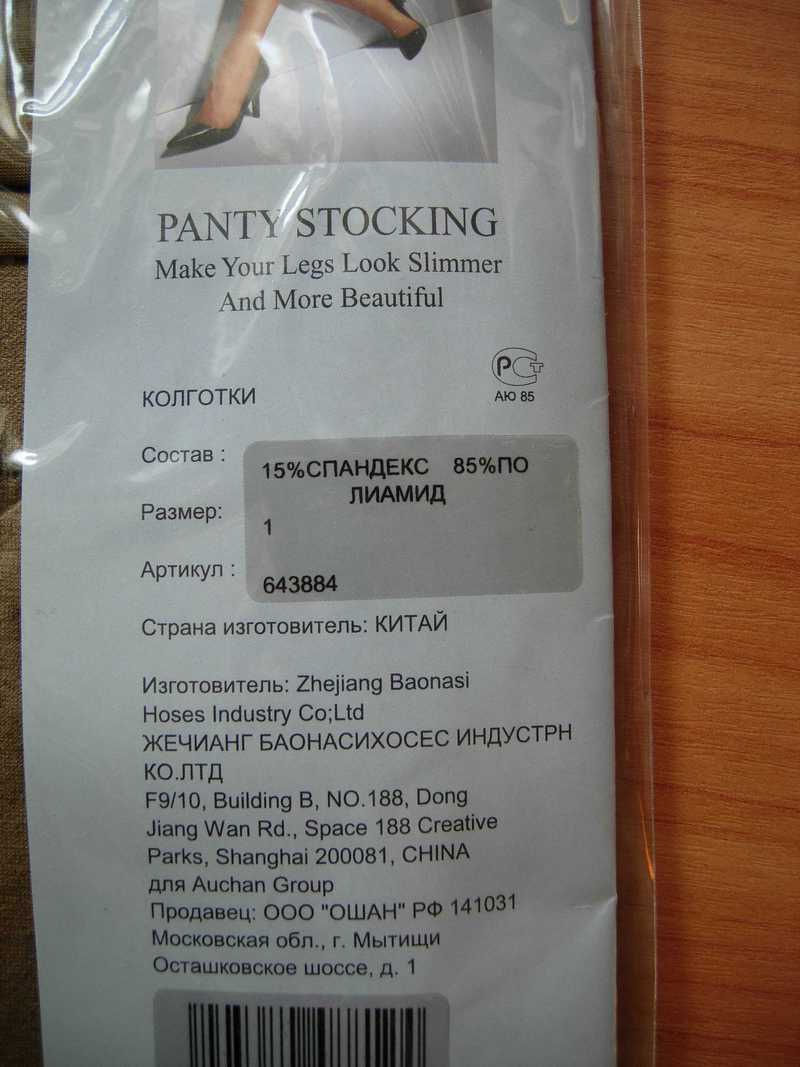 PANTY STOCKING
Make Your Legs Look Slimmer
And More Beautiful
РСТ
АЮ 85
КОЛГОТКИ
Состав : 15%СПАНДЕКС 85%ПО
ЛИАМИД
Размер: 1
Артикул : 643884
Страна изготовитель: КИТАЙ
Изготовитель: Zhejiang Baonasi
Hoses Industry Co;Ltd
ЖЕЧИАНГ БАОНАСИХОСЕС ИНДУСТРН
КО.ЛТД
F9/10, Building B, NO.188, Dong
Jiang Wan Rd., Space 188 Creative
Parks, Shanghai 200081, CHINA
для Auchan Group
Продавец: ООО "ОШАН" РФ 141031
Московская обл., г. Мытищи
Осташковское шоссе, д. 1